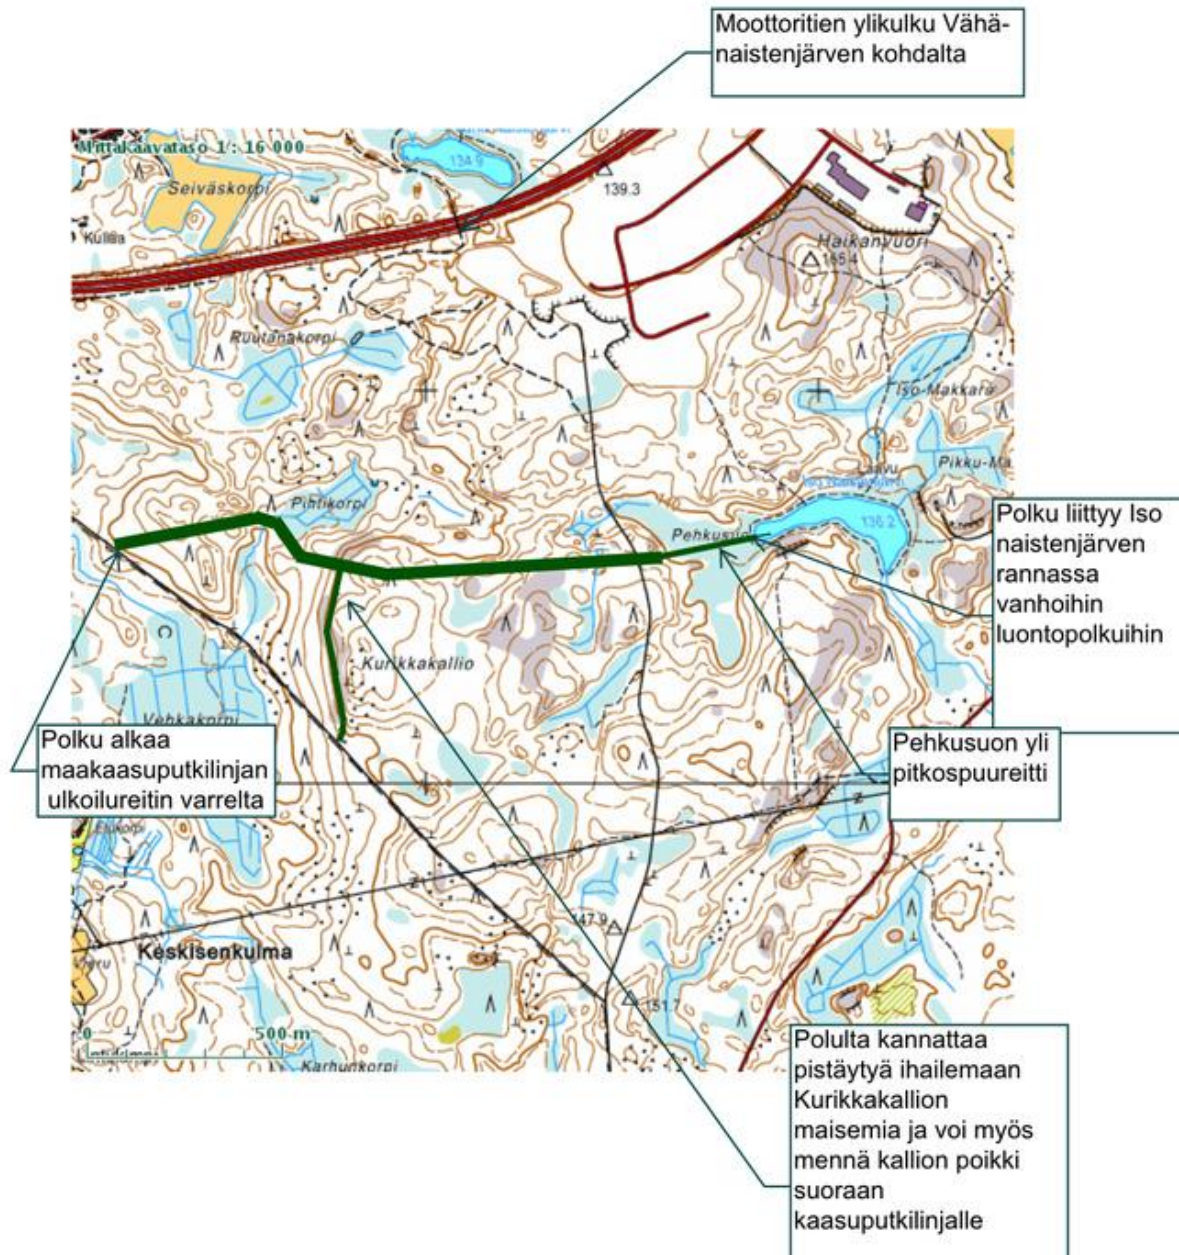 Moottoritien ylikulku Vähä-
naistenjärven kohdalta
Mittakaavataso 1 : 16 000
134.9
Seiväskorpi
139.3
Kullaa
Haikanvuori
165.4
Ruutanakorpi
Iso-Makkara
Laavu
Pikku-Ma
Pihtikorpi
136.2
Polku liittyy Iso
naistenjärven
rannassa
vanhoihin
luontopolkuihin
Kurikkakallio
Vehkakorpi
Polku alkaa
maakaasuputkilinjan
ulkoilureitin varrelta
Pehkusuon yli
pitkospuureitti
147.9
Keskisenkulma
151.7
0
500 m
Karhunkorpi
Polulta kannattaa
pistäytyä ihailemaan
Kurikkakallion
maisemia ja voi myös
mennä kallion poikki
suoraan
kaasuputkilinjalle